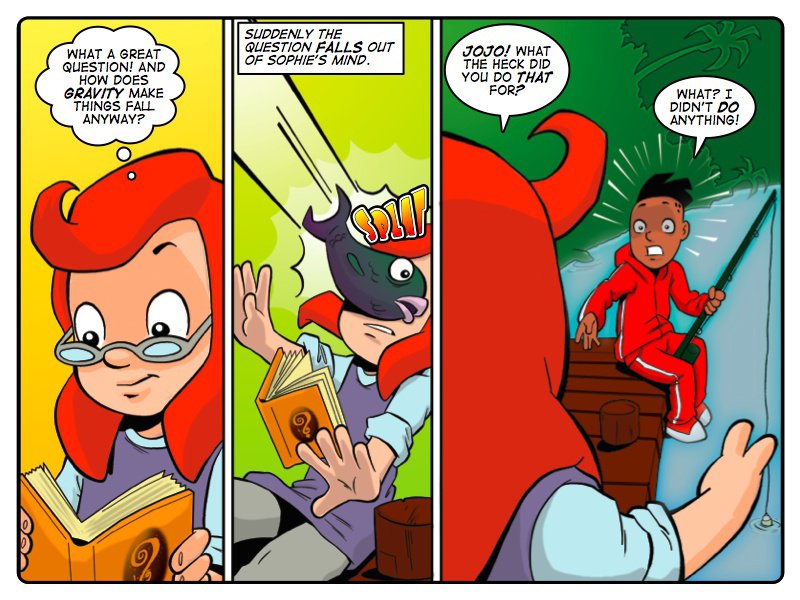 WHAT A GREAT
QUESTION! AND
HOW DOES
GRAVITY MAKE
THINGS FALL
ANYWAY?
SUDDENLY THE
QUESTION FALLS OUT
OF SOPHIE'S MIND.
SPLAT
JOJO! WHAT
THE HECK DID
YOU DO THAT
FOR?
WHAT? I
DIDN'T DO
ANYTHING!